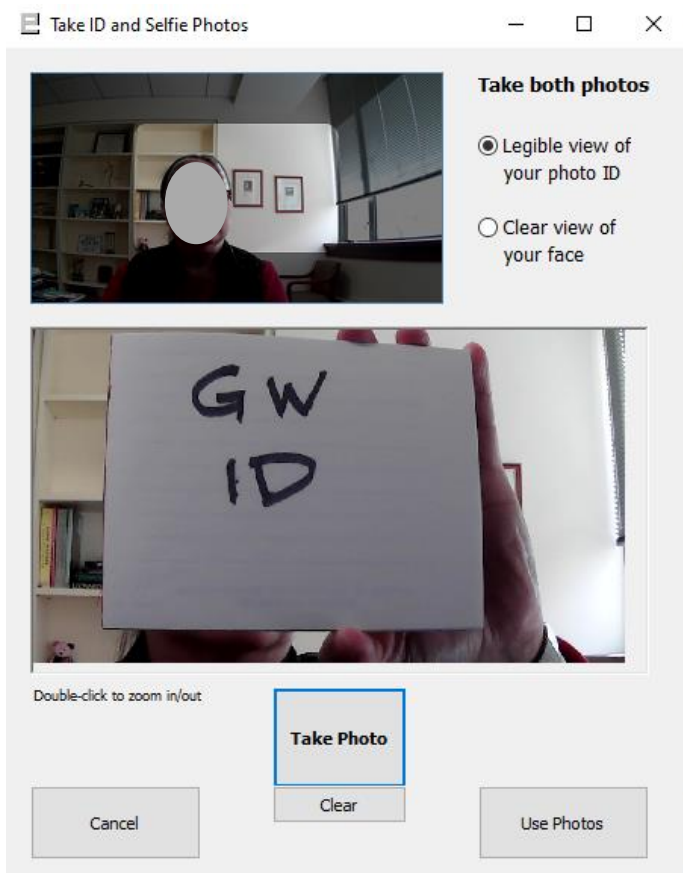 Take ID and Selfie Photos
Take both photos
Legible view of
your photo ID
Clear view of
your face
GW
ID
Double-click to zoom in/out
Take Photo
Clear
Cancel
Use Photos